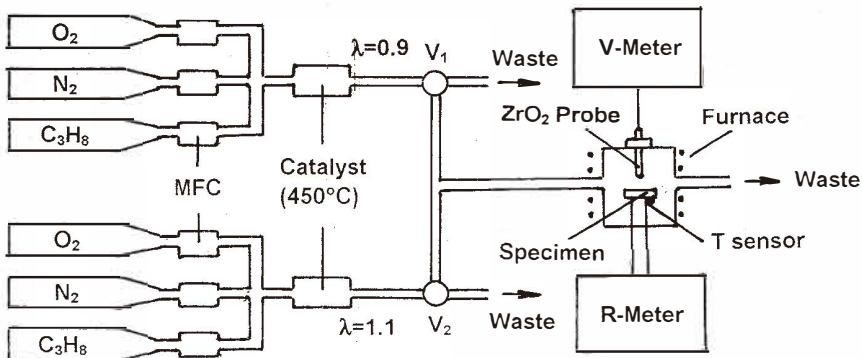 O₂
N₂
C₃H₈
MFC
O₂
N₂
C₃H₈
Catalyst
(450°C)
λ=0.9
V₁
Waste
λ=1.1
V₂
Waste
V-Meter
ZrO₂ Probe
Furnace
Waste
Specimen
T sensor
R-Meter